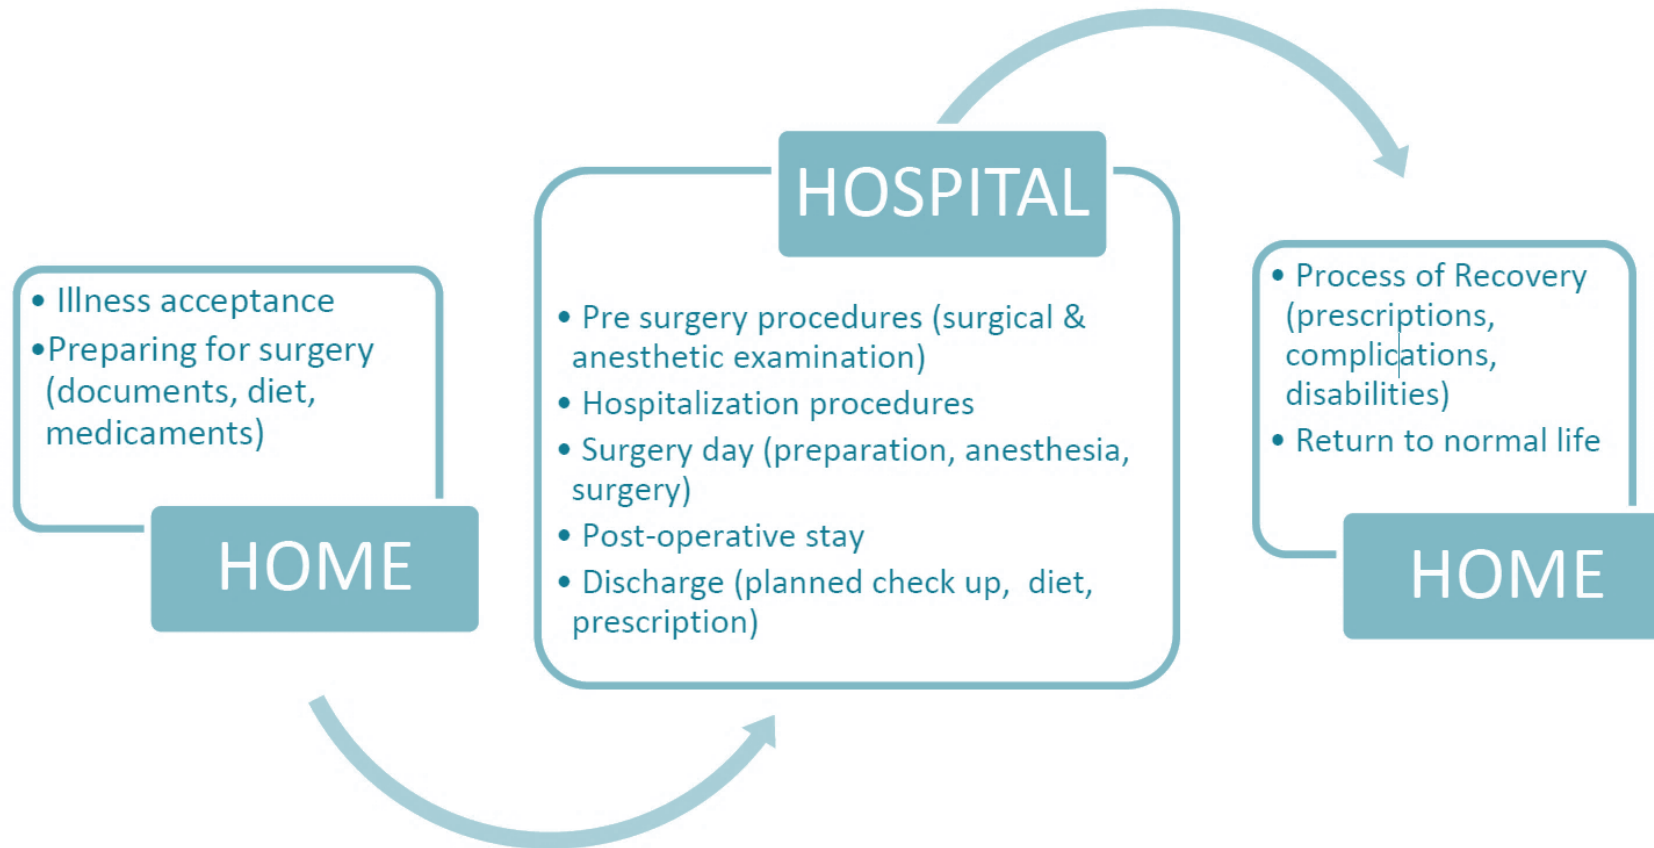 • Illness acceptance
•Preparing for surgery
(documents, diet,
medicaments)
HOME
HOSPITAL
• Pre surgery procedures (surgical &
anesthetic examination)
• Hospitalization procedures
• Surgery day (preparation, anesthesia,
surgery)
• Post-operative stay
• Discharge (planned check up,  diet,
prescription)
• Process of Recovery
(prescriptions,
complications,
disabilities)
• Return to normal life
HOME